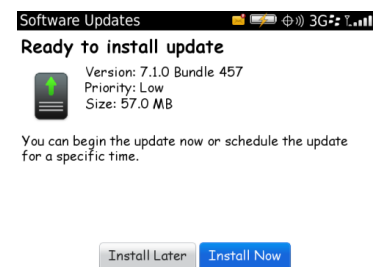 Software Updates 3G
Ready to install update
Version: 7.1.0 Bundle 457
Priority: Low
Size: 57.0 MB
You can begin the update now or schedule the update
for a specific time.
Install Later Install Now